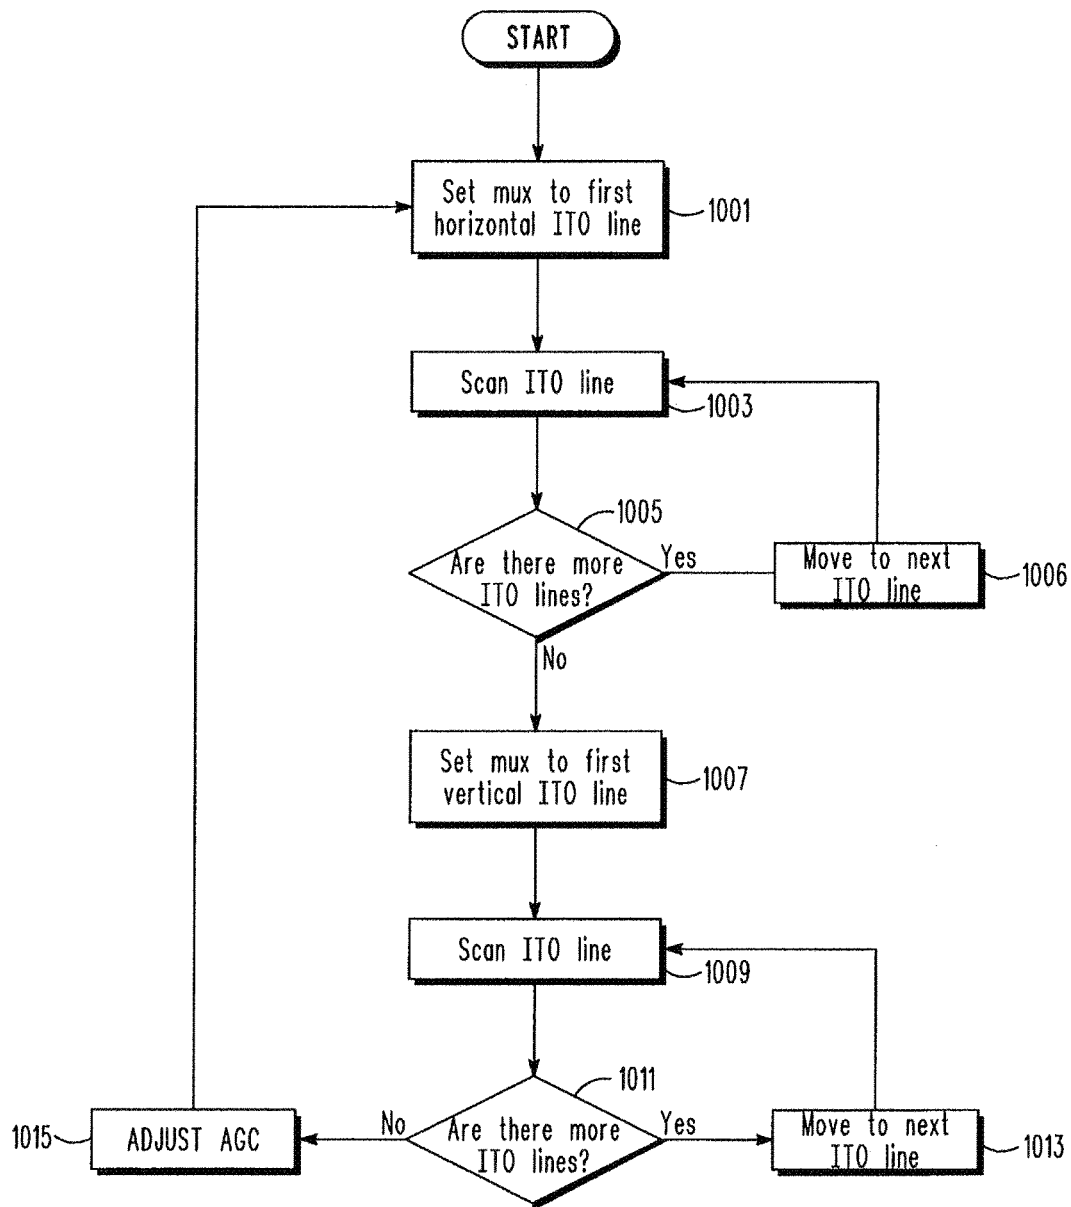 START
Set mux to first
horizontal ITO line
1001
Scan ITO line
1003
1005
Are there more
ITO lines?
Yes
Move to next
ITO line
1006
No
Set mux to first
vertical ITO line
1007
Scan ITO line
1009
1011
Are there more
ITO lines?
Yes
Move to next
ITO line
1013
No
ADJUST AGC
1015